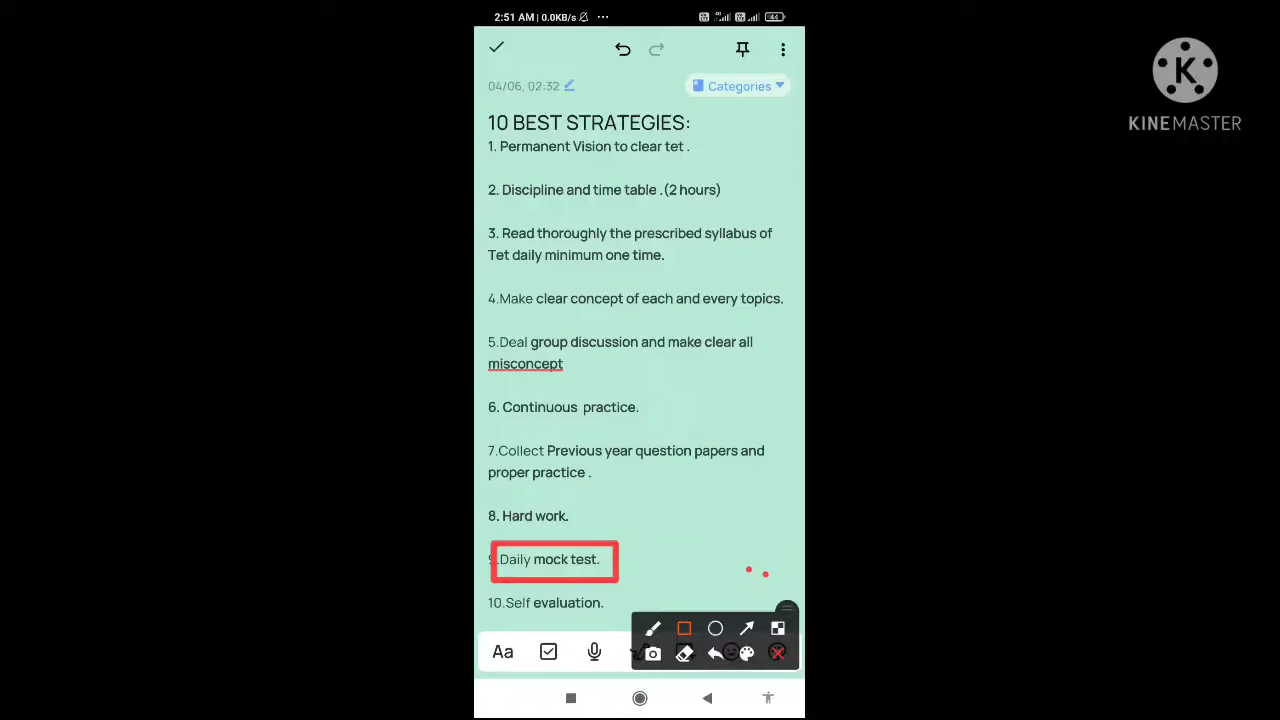 2:51 AM | 0.0KB/s ...
44
04/06, 02:32
Categories
K
KINEMASTER
10 BEST STRATEGIES:
1. Permanent Vision to clear tet .
2. Discipline and time table .(2 hours)
3. Read thoroughly the prescribed syllabus of
Tet daily minimum one time.
4.Make clear concept of each and every topics.
5.Deal group discussion and make clear all
misconcept
6. Continuous  practice.
7.Collect Previous year question papers and
proper practice .
8. Hard work.
9.Daily mock test.
10.Self evaluation.
Aa